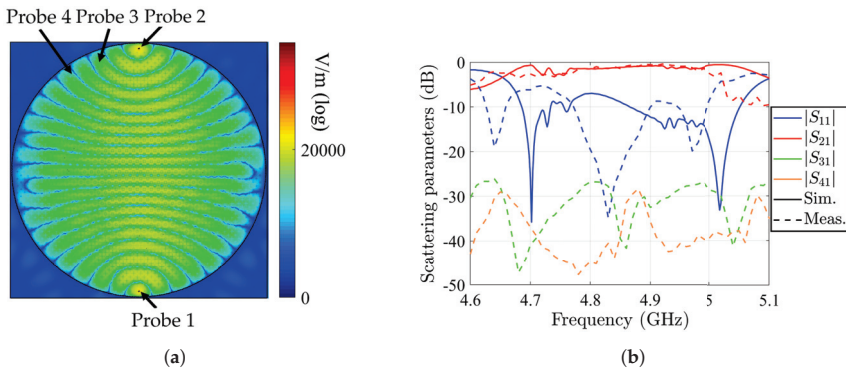 Probe 4 Probe 3 Probe 2
V/m (log)
20000
0
Probe 1
(a)
Scattering parameters (dB)
0
-10
-20
-30
-40
-50
4.6 4.7 4.8 4.9 5 5.1
Frequency (GHz)
|S11|
|S21|
|S31|
|S41|
Sim.
Meas.
(b)